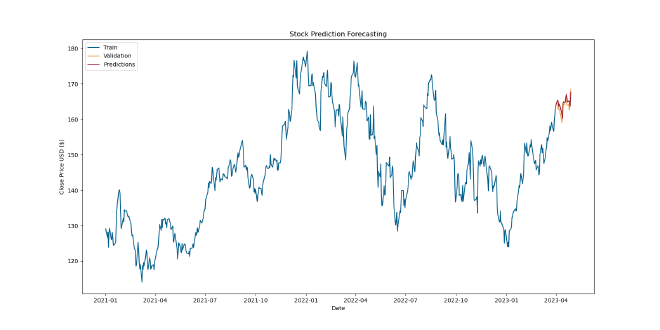 Stock Prediction Forecasting
Train
Validation
Predictions
180
170
160
150
140
130
120
Close Price USD ($)
2021-01 2021-04 2021-07 2021-10 2022-01 2022-04 2022-07 2022-10 2023-01 2023-04
Date